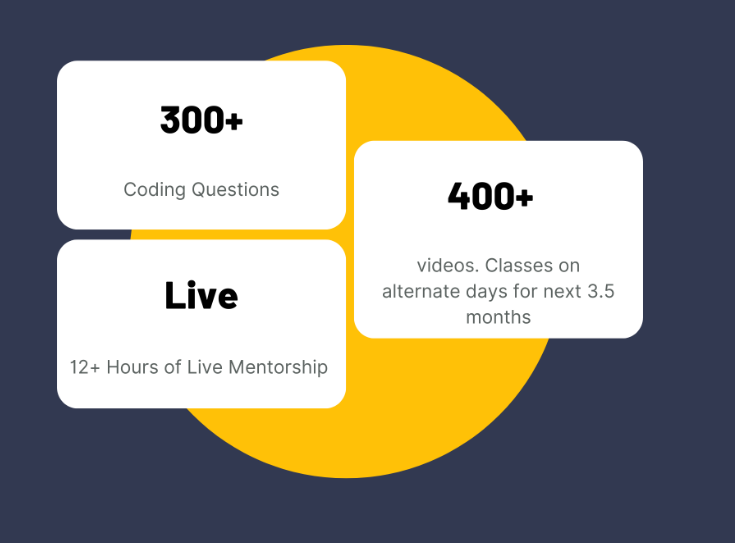 300+
Coding Questions
Live
12+ Hours of Live Mentorship
400+
videos. Classes on
alternate days for next 3.5
months